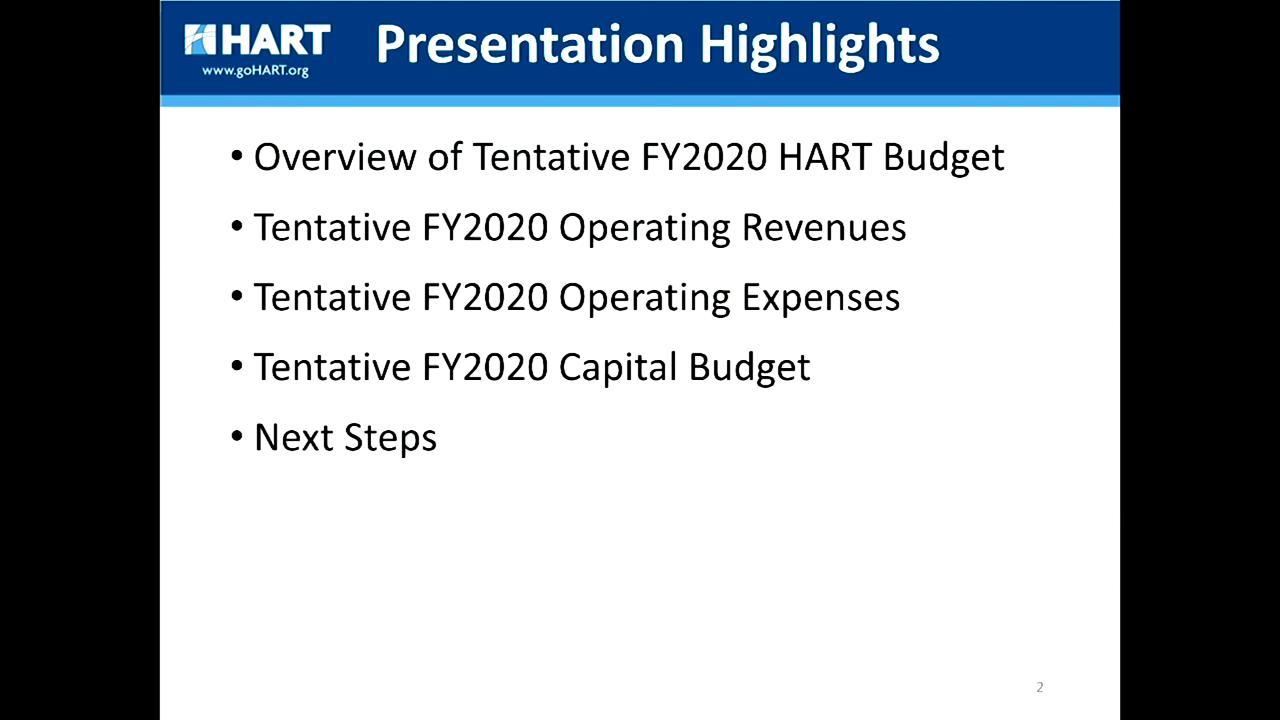 HART
www.goHART.org
Presentation Highlights
• Overview of Tentative FY2020 HART Budget
• Tentative FY2020 Operating Revenues
• Tentative FY2020 Operating Expenses
• Tentative FY2020 Capital Budget
• Next Steps
2